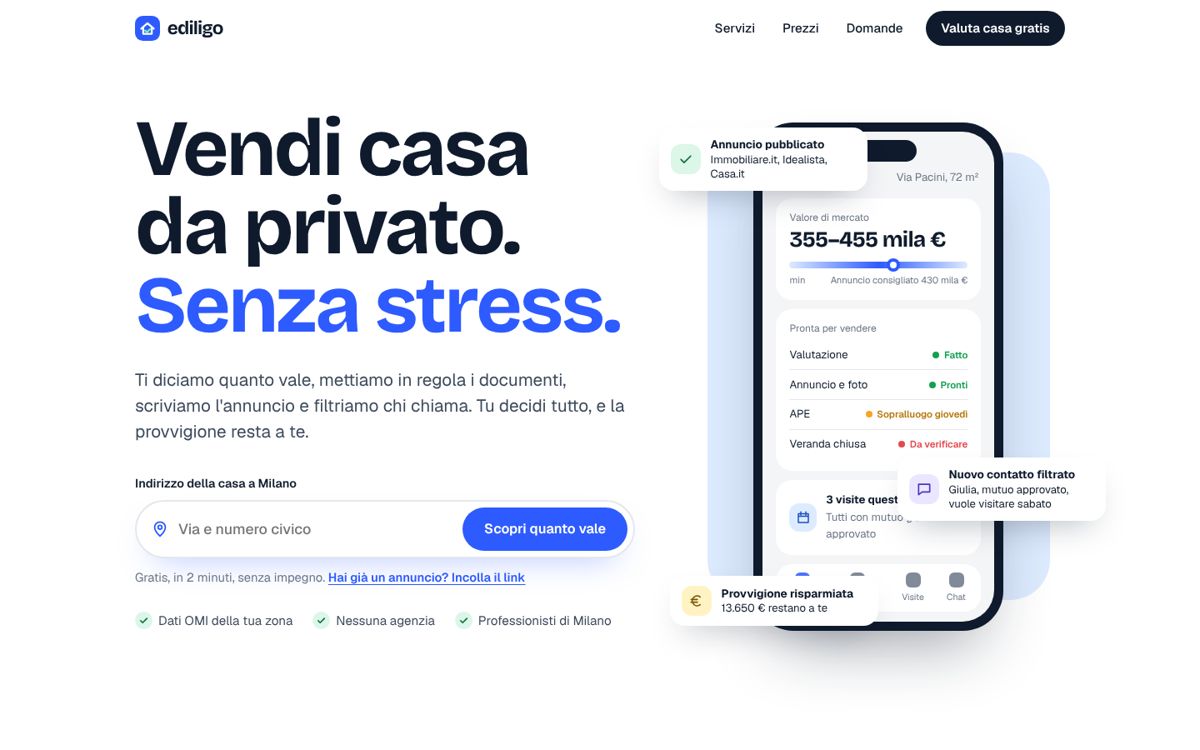 ediligo
Servizi
Prezzi
Domande
Valuta casa gratis
Vendi casa
da privato.
Senza stress.
Ti diciamo quanto vale, mettiamo in regola i documenti,
scriviamo l'annuncio e filtriamo chi chiama. Tu decidi tutto, e la
provvigione resta a te.
Indirizzo della casa a Milano
Via e numero civico
Scopri quanto vale
Gratis, in 2 minuti, senza impegno. Hai già un annuncio? Incolla il link
Dati OMI della tua zona
Nessuna agenzia
Professionisti di Milano
Annuncio pubblicato
Immobiliare.it, Idealista,
Casa.it
Via Pacini, 72 m²
Valore di mercato
355–455 mila €
min
Annuncio consigliato 430 mila €
Pronta per vendere
Valutazione
Fatto
Annuncio e foto
Pronti
APE
Sopralluogo giovedì
Veranda chiusa
Da verificare
Nuovo contatto filtrato
Giulia, mutuo approvato,
vuole visitare sabato
3 visite
Tutti con mutuo
approvato
Visite
Chat
€
Provvigione risparmiata
13.650 € restano a te